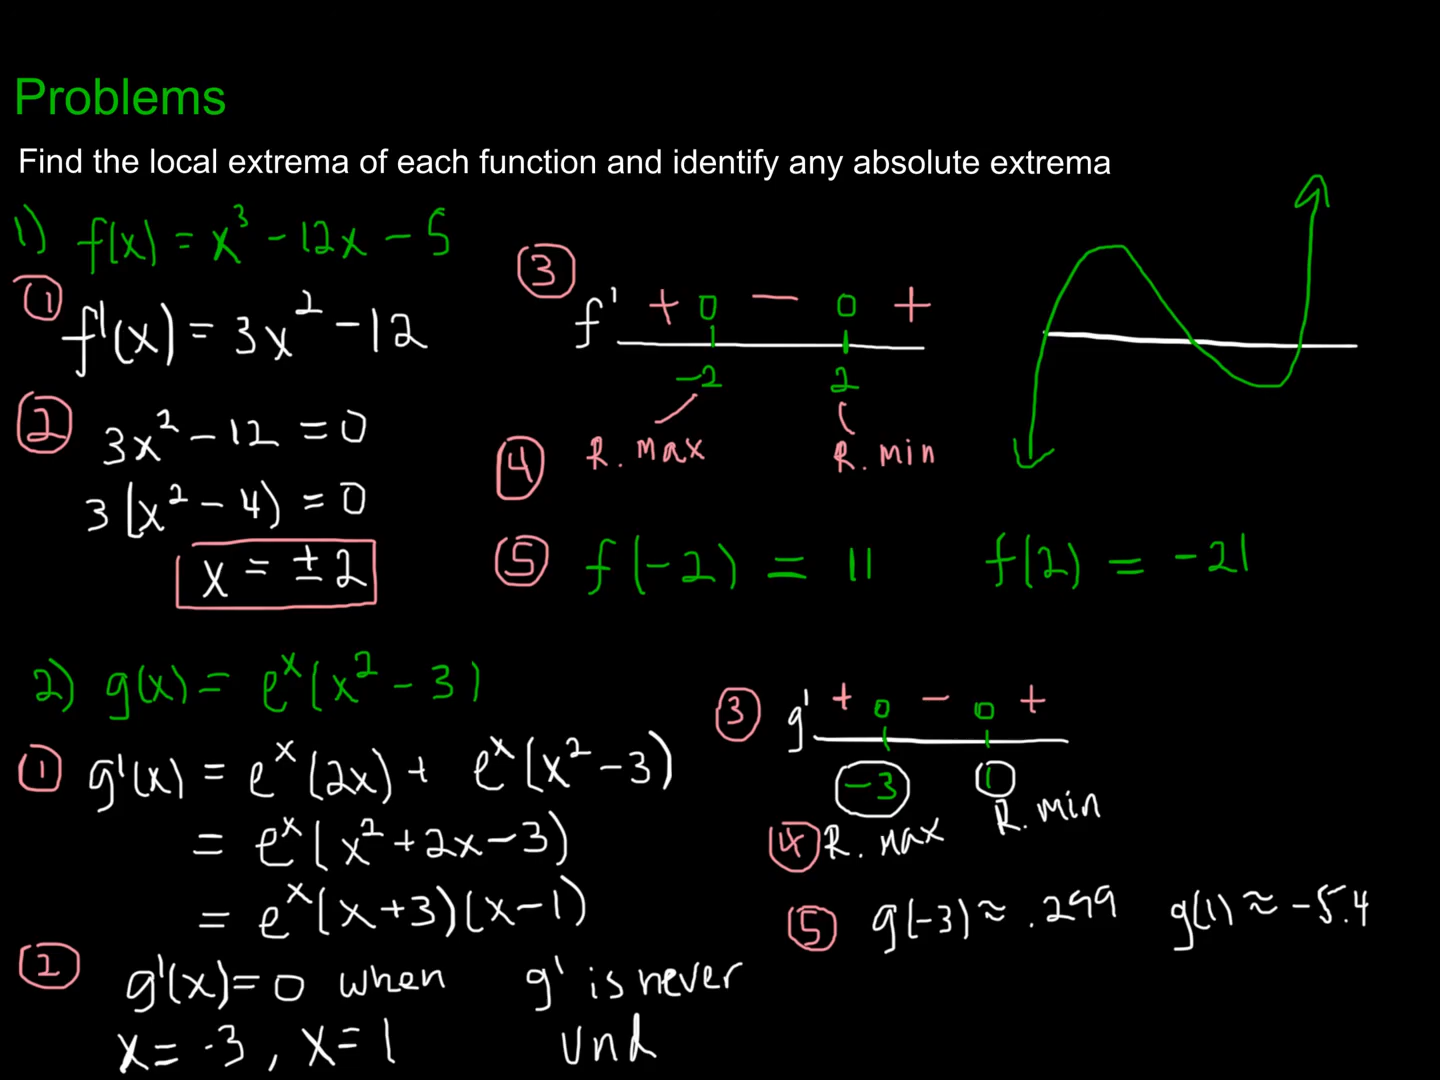 Problems
Find the local extrema of each function and identify any absolute extrema
1) f(x) = x³ - 12x - 5
① f'(x) = 3x² - 12
② 3x² - 12 = 0
3(x² - 4) = 0
x = ± 2
③ f' + 0 - 0 + 
-2 2
④ R. max R. min
⑤ f(-2) = 11 f(2) = -21
2) g(x) = eˣ(x² - 3)
① g'(x) = eˣ(2x) + eˣ(x² - 3)
= eˣ(x² + 2x - 3)
= eˣ(x + 3)(x - 1)
② g'(x) = 0 when
x = -3, x = 1
g' is never
und
③ g' + 0 - 0 +
-3 1
④ R. max R. min
⑤ g(-3) ≈ .299 g(1) ≈ -5.4